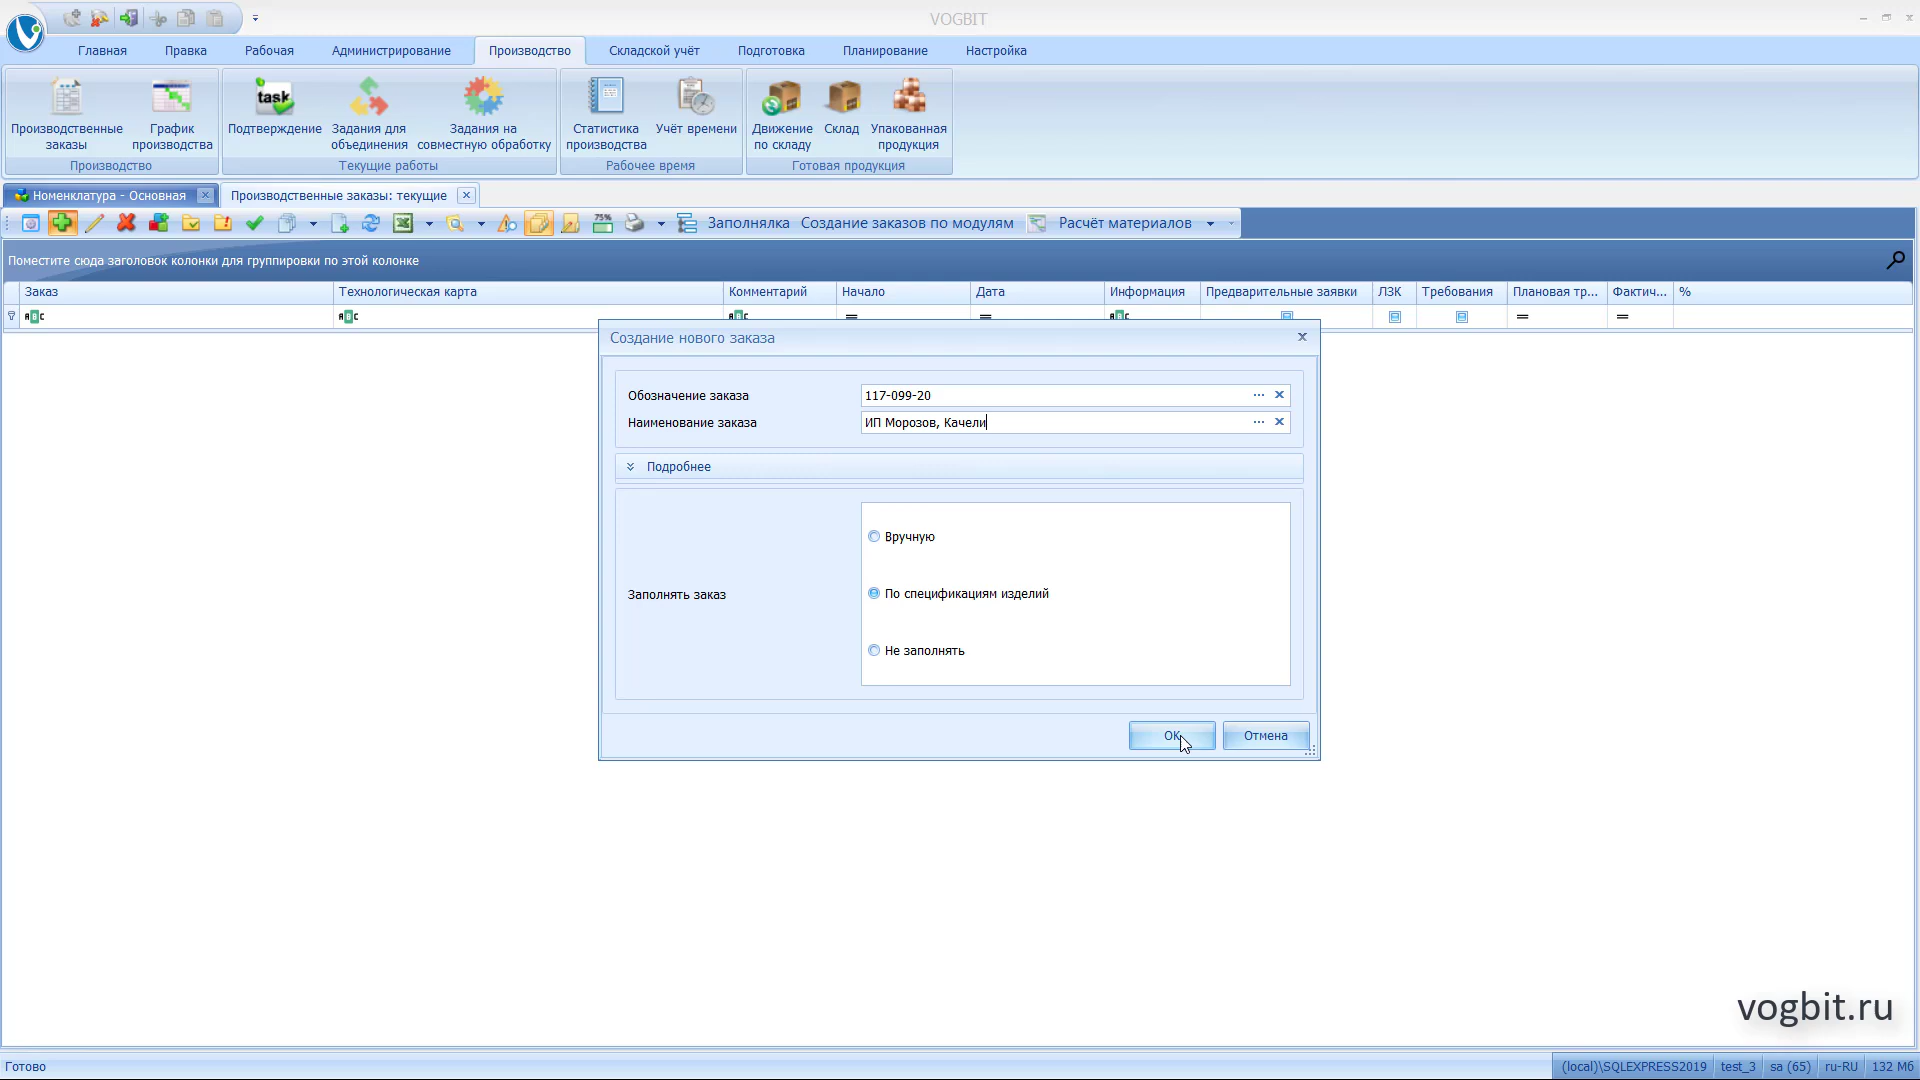 VOGBIT
Главная Правка Рабочая Администрирование Производство Складской учёт Подготовка Планирование Настройка
Производственные заказы
График производства
task
Подтверждение
Задания для объединения
Задания на совместную обработку
Статистика производства
Учёт времени
Движение по складу
Склад
Упакованная продукция
Производство Текущие работы Рабочее время Готовая продукция
Номенклатура - Основная Производственные заказы: текущие
75% Заполнялка Создание заказов по модулям Расчёт материалов
Поместите сюда заголовок колонки для группировки по этой колонке
Заказ Технологическая карта Комментарий Начало Дата Информация Предварительные заявки ЛЗК Требования Плановая тр... Фактич... %
Создание нового заказа
Обозначение заказа 117-099-20
Наименование заказа ИП Морозов, Качели
Подробнее
Вручную
Заполнять заказ По спецификациям изделий
Не заполнять
ОК Отмена
vogbit.ru
Готово (local)\SQLEXPRESS2019 test_3 sa (65) ru-RU 132 Мб